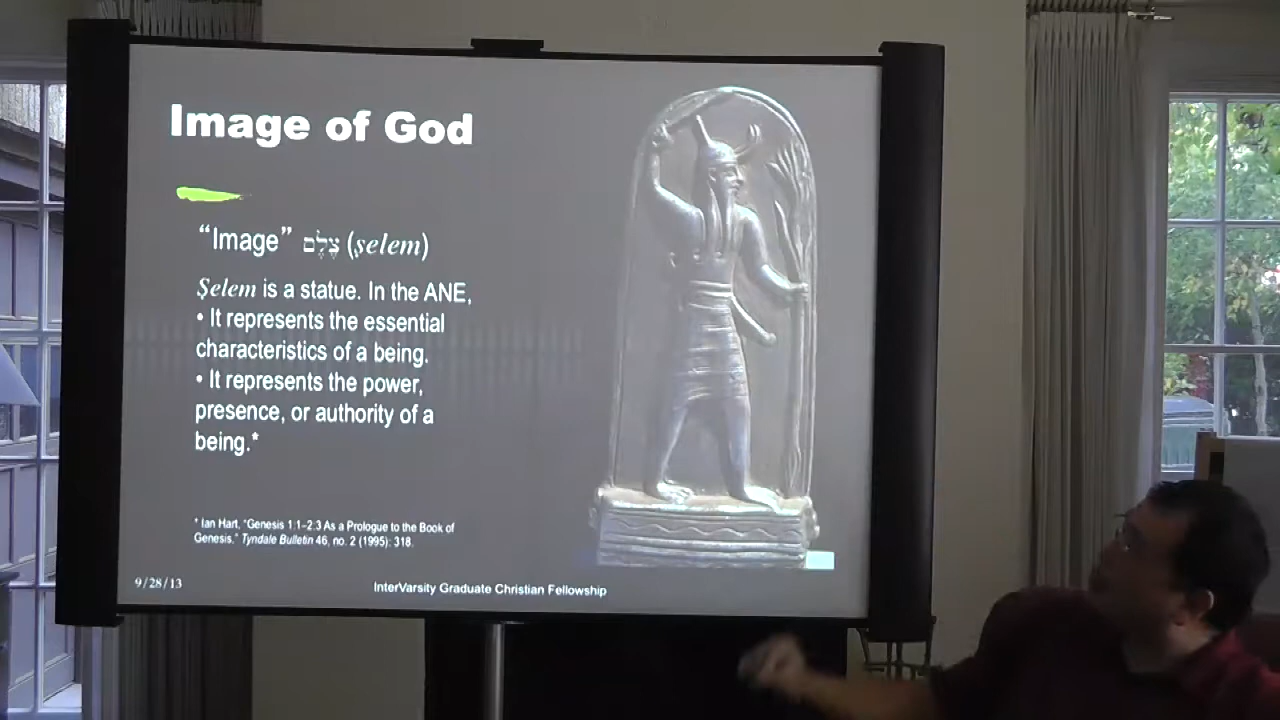 Image of God
“Image” צֶלֶם (ṣelem)
Ṣelem is a statue. In the ANE,
• It represents the essential
characteristics of a being.
• It represents the power,
presence, or authority of a
being.*
* Ian Hart, “Genesis 1:1–2:3 As a Prologue to the Book of
Genesis,” Tyndale Bulletin 46, no. 2 (1995): 318.
9/28/13
InterVarsity Graduate Christian Fellowship